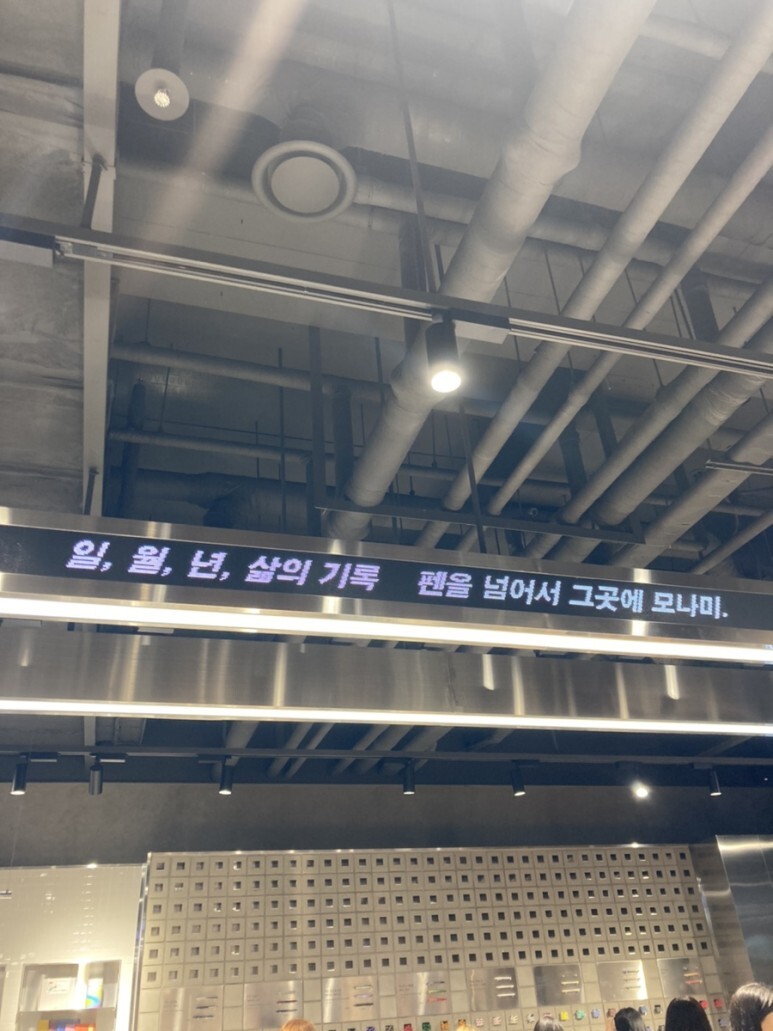 일, 월, 년, 삶의 기록 펜을 넘어서 그곳에 모나미.